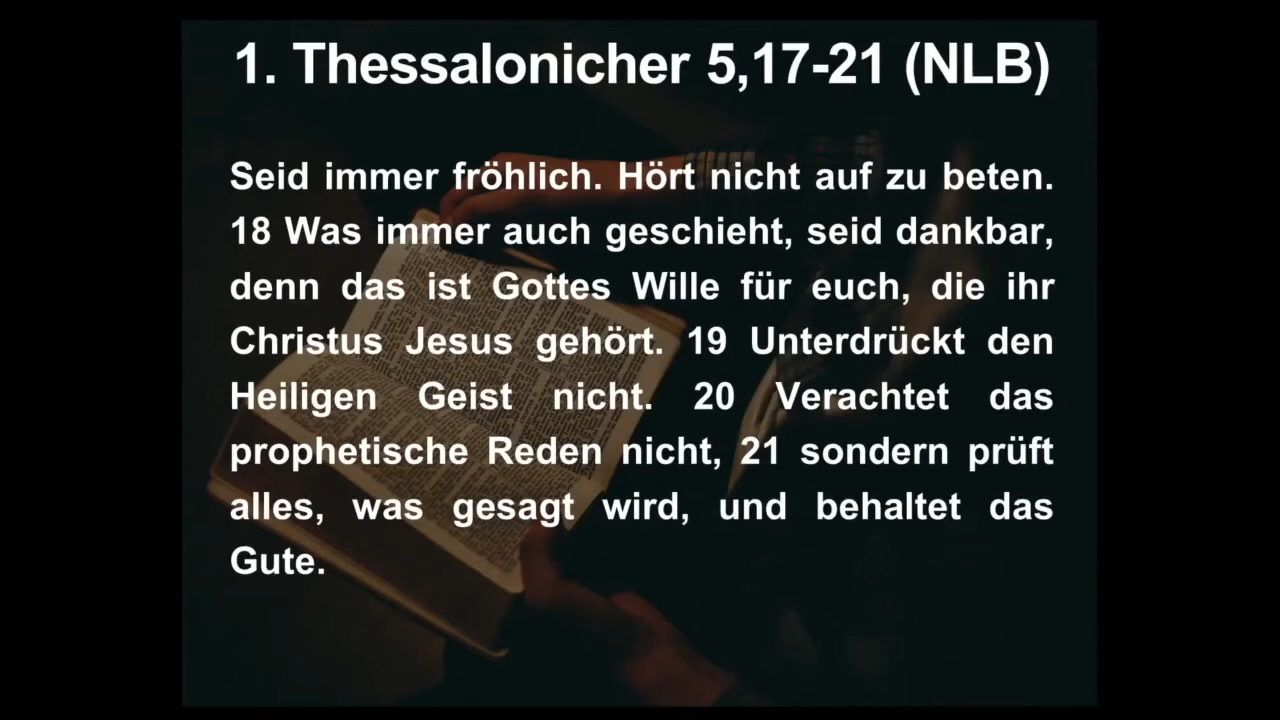 1. Thessalonicher 5,17-21 (NLB)
Seid immer fröhlich. Hört nicht auf zu beten.
18 Was immer auch geschieht, seid dankbar,
denn das ist Gottes Wille für euch, die ihr
Christus Jesus gehört. 19 Unterdrückt den
Heiligen Geist nicht. 20 Verachtet das
prophetische Reden nicht, 21 sondern prüft
alles, was gesagt wird, und behaltet das
Gute.